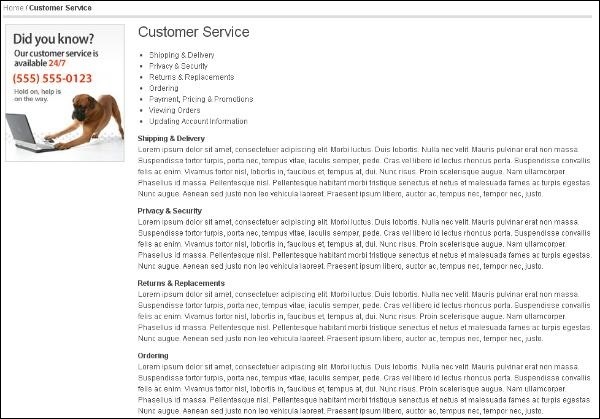 Home / Customer Service
Did you know?
Our customer service is
available 24/7
(555) 555-0123
Hold on, help is
on the way.
Customer Service
Shipping & Delivery
Privacy & Security
Returns & Replacements
Ordering
Payment, Pricing & Promotions
Viewing Orders
Updating Account Information
Shipping & Delivery
Lorem ipsum dolor sit amet, consectetuer adipiscing elit. Morbi luctus. Duis lobortis. Nulla nec velit. Mauris pulvinar erat non massa.
Suspendisse tortor turpis, porta nec, tempus vitae, iaculis semper, pede. Cras vel libero id lectus rhoncus porta. Suspendisse convallis
felis ac enim. Vivamus tortor nisl, lobortis in, faucibus et, tempus at, dui. Nunc risus. Proin scelerisque augue. Nam ullamcorper.
Phasellus id massa. Pellentesque nisl. Pellentesque habitant morbi tristique senectus et netus et malesuada fames ac turpis egestas.
Nunc augue. Aenean sed justo non leo vehicula laoreet. Praesent ipsum libero, auctor ac, tempus nec, tempor nec, justo.
Privacy & Security
Lorem ipsum dolor sit amet, consectetuer adipiscing elit. Morbi luctus. Duis lobortis. Nulla nec velit. Mauris pulvinar erat non massa.
Suspendisse tortor turpis, porta nec, tempus vitae, iaculis semper, pede. Cras vel libero id lectus rhoncus porta. Suspendisse convallis
felis ac enim. Vivamus tortor nisl, lobortis in, faucibus et, tempus at, dui. Nunc risus. Proin scelerisque augue. Nam ullamcorper.
Phasellus id massa. Pellentesque nisl. Pellentesque habitant morbi tristique senectus et netus et malesuada fames ac turpis egestas.
Nunc augue. Aenean sed justo non leo vehicula laoreet. Praesent ipsum libero, auctor ac, tempus nec, tempor nec, justo.
Returns & Replacements
Lorem ipsum dolor sit amet, consectetuer adipiscing elit. Morbi luctus. Duis lobortis. Nulla nec velit. Mauris pulvinar erat non massa.
Suspendisse tortor turpis, porta nec, tempus vitae, iaculis semper, pede. Cras vel libero id lectus rhoncus porta. Suspendisse convallis
felis ac enim. Vivamus tortor nisl, lobortis in, faucibus et, tempus at, dui. Nunc risus. Proin scelerisque augue. Nam ullamcorper.
Phasellus id massa. Pellentesque nisl. Pellentesque habitant morbi tristique senectus et netus et malesuada fames ac turpis egestas.
Nunc augue. Aenean sed justo non leo vehicula laoreet. Praesent ipsum libero, auctor ac, tempus nec, tempor nec, justo.
Ordering
Lorem ipsum dolor sit amet, consectetuer adipiscing elit. Morbi luctus. Duis lobortis. Nulla nec velit. Mauris pulvinar erat non massa.
Suspendisse tortor turpis, porta nec, tempus vitae, iaculis semper, pede. Cras vel libero id lectus rhoncus porta. Suspendisse convallis
felis ac enim. Vivamus tortor nisl, lobortis in, faucibus et, tempus at, dui. Nunc risus. Proin scelerisque augue. Nam ullamcorper.
Phasellus id massa. Pellentesque nisl. Pellentesque habitant morbi tristique senectus et netus et malesuada fames ac turpis egestas.
Nunc augue. Aenean sed justo non leo vehicula laoreet. Praesent ipsum libero, auctor ac, tempus nec, tempor nec, justo.